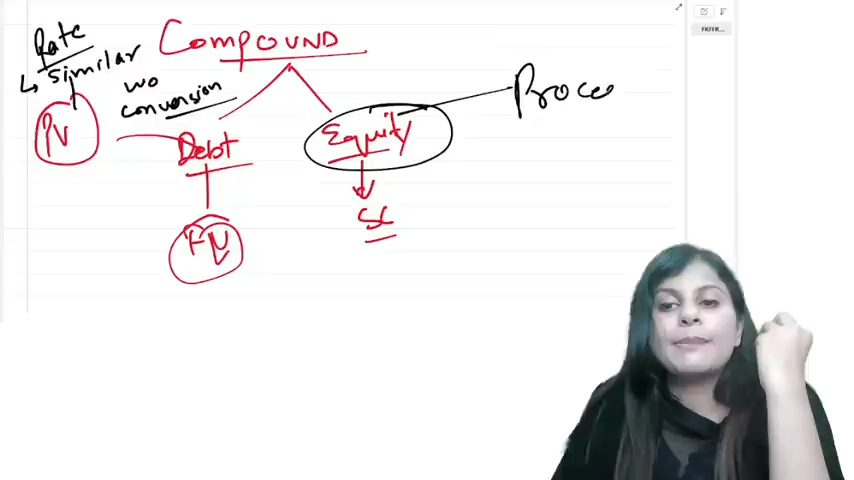 Rate
COMPOUND
↳ similar
wo
conversion
Proce
PV
Debt
Equity
FV
SC